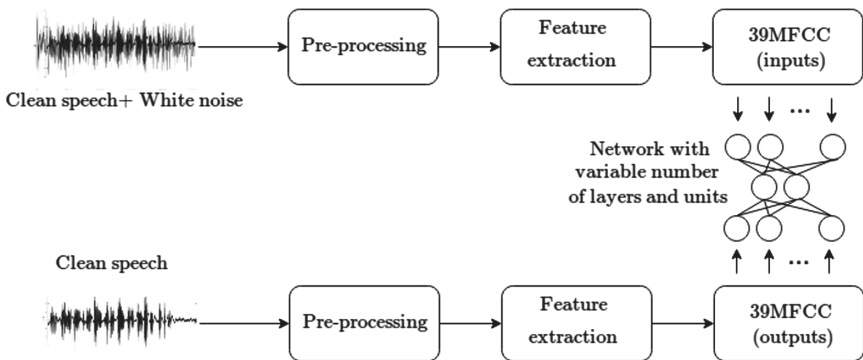 Pre-processing
Feature
extraction
39MFCC
(inputs)
Clean speech+ White noise
...
Network with
variable number
of layers and units
Clean speech
...
Pre-processing
Feature
extraction
39MFCC
(outputs)